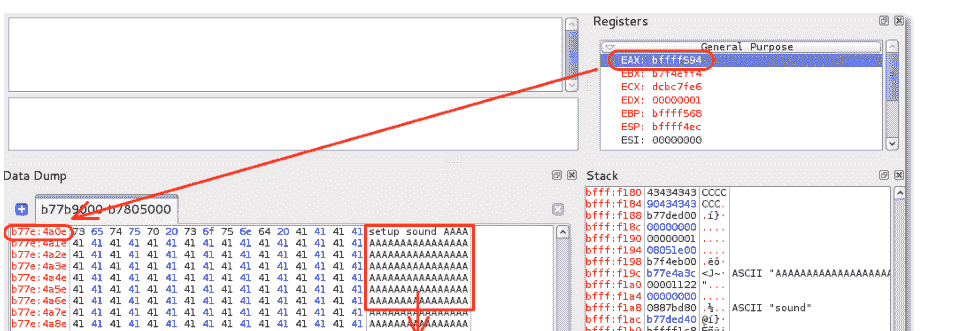 Registers
General Purpose
EAX: bffff594
EBX: b7f4eff4
ECX: dcbc7fe6
EDX: 00000001
EBP: bffff568
ESP: bffff4ec
ESI: 00000000
Data Dump
b77b9000-b7805000
b77e:4a0e 73 65 74 75 70 20 73 6f 75 6e 64 20 41 41 41 41 setup sound AAAA
b77e:4a1e 41 41 41 41 41 41 41 41 41 41 41 41 41 41 41 41 AAAAAAAAAAAAAAAA
b77e:4a2e 41 41 41 41 41 41 41 41 41 41 41 41 41 41 41 41 AAAAAAAAAAAAAAAA
b77e:4a3e 41 41 41 41 41 41 41 41 41 41 41 41 41 41 41 41 AAAAAAAAAAAAAAAA
b77e:4a4e 41 41 41 41 41 41 41 41 41 41 41 41 41 41 41 41 AAAAAAAAAAAAAAAA
b77e:4a5e 41 41 41 41 41 41 41 41 41 41 41 41 41 41 41 41 AAAAAAAAAAAAAAAA
b77e:4a6e 41 41 41 41 41 41 41 41 41 41 41 41 41 41 41 41 AAAAAAAAAAAAAAAA
b77e:4a7e 41 41 41 41 41 41 41 41 41 41 41 41 41 41 41 41 AAAAAAAAAAAAAAAA
b77e:4a8e 41 41 41 41 41 41 41 41 41 41 41 41 41 41 41 41 AAAAAAAAAAAAAAAA
Stack
bfff:f180 43434343 CCCC
bfff:f184 90434343 CCC.
bfff:f188 b77ded00 .í}·
bfff:f18c 00000000 ....
bfff:f190 00000001 ....
bfff:f194 08051e00 ....
bfff:f198 b7f4eb00 .ëô·
bfff:f19c b77e4a3c <J~· ASCII "AAAAAAAAAAAAAAAAAA
bfff:f1a0 00001122 "...
bfff:f1a4 00000000 ....
bfff:f1a8 0887bd80 .½.. ASCII "sound"
bfff:f1ac b77ded40 @í}·